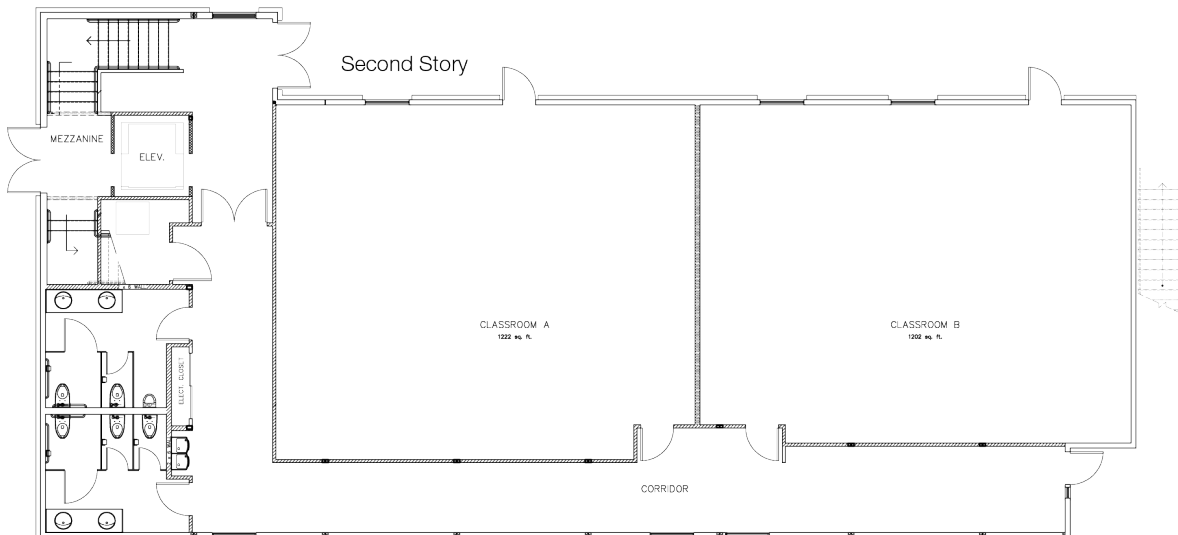 Second Story
MEZZANINE
ELEV.
CLASSROOM A
1222 sq. ft.
CLASSROOM B
1202 sq. ft.
ELECT. CLOSET
CORRIDOR